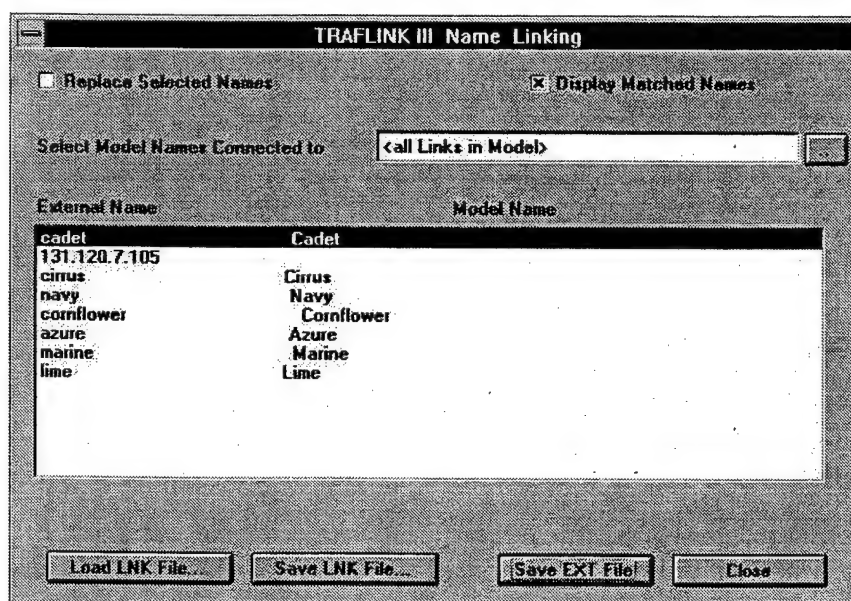 TRAFLINK III Name Linking
Replace Selected Names Display Matched Names
Select Model Names Connected to <all Links in Model> ...
External Name Model Name
cadet Cadet
131.120.7.105
cirrus Cirrus
navy Navy
cornflower Cornflower
azure Azure
marine Marine
lime Lime
Load LNK File... Save LNK File... Save EXT File! Close